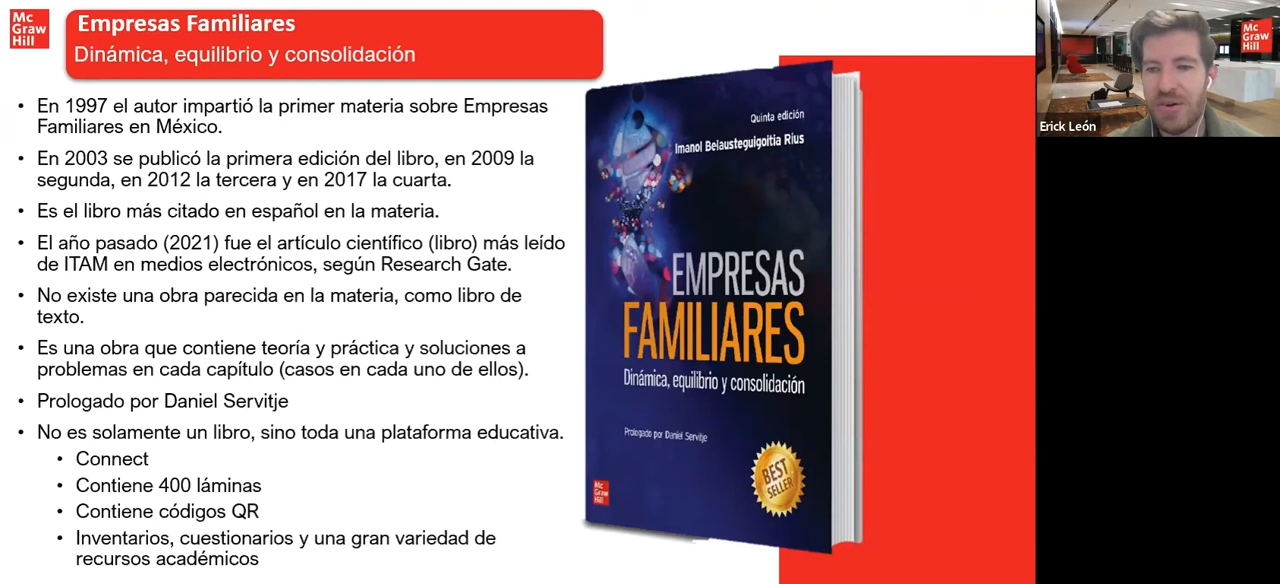 Mc
Graw
Hill
Empresas Familiares
Dinámica, equilibrio y consolidación
• En 1997 el autor impartió la primer materia sobre Empresas
Familiares en México.
• En 2003 se publicó la primera edición del libro, en 2009 la
segunda, en 2012 la tercera y en 2017 la cuarta.
• Es el libro más citado en español en la materia.
• El año pasado (2021) fue el artículo científico (libro) más leído
de ITAM en medios electrónicos, según Research Gate.
• No existe una obra parecida en la materia, como libro de
texto.
• Es una obra que contiene teoría y práctica y soluciones a
problemas en cada capítulo (casos en cada uno de ellos).
• Prologado por Daniel Servitje
• No es solamente un libro, sino toda una plataforma educativa.
• Connect
• Contiene 400 láminas
• Contiene códigos QR
• Inventarios, cuestionarios y una gran variedad de
recursos académicos
Quinta edición
Imanol Belausteguigoitia Rius
EMPRESAS
FAMILIARES
Dinámica, equilibrio y consolidación
Prologado por Daniel Servitje
BEST
SELLER
Mc
Graw
Hill
Mc
Graw
Hill
Erick León